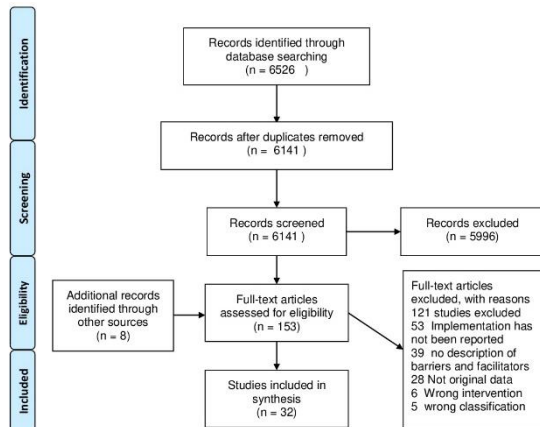 Identification
Records identified through
database searching
(n = 6526 )
Records after duplicates removed
(n = 6141 )
Screening
Records screened
(n = 6141 )
Records excluded
(n = 5996)
Eligibility
Additional records
identified through
other sources
(n = 8)
Full-text articles
assessed for eligibility
(n = 153)
Full-text articles
excluded, with reasons
121 studies excluded
53 Implementation has
not been reported
39 no description of
barriers and facilitators
28 Not original data
6 Wrong intervention
5 wrong classification
Included
Studies included in
synthesis
(n = 32)